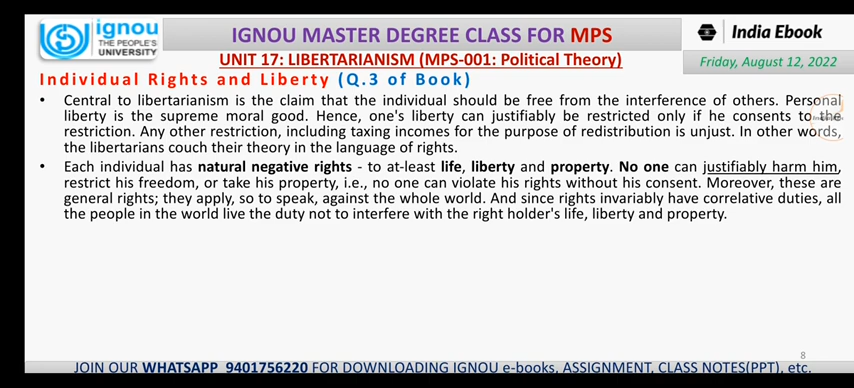 ignou
THE PEOPLE'S
UNIVERSITY
IGNOU MASTER DEGREE CLASS FOR MPS
India Ebook
UNIT 17: LIBERTARIANISM (MPS-001: Political Theory)
Friday, August 12, 2022
Individual Rights and Liberty (Q.3 of Book)
• Central to libertarianism is the claim that the individual should be free from the interference of others. Personal
liberty is the supreme moral good. Hence, one's liberty can justifiably be restricted only if he consents to the
restriction. Any other restriction, including taxing incomes for the purpose of redistribution is unjust. In other words,
the libertarians couch their theory in the language of rights.
• Each individual has natural negative rights - to at-least life, liberty and property. No one can justifiably harm him,
restrict his freedom, or take his property, i.e., no one can violate his rights without his consent. Moreover, these are
general rights; they apply, so to speak, against the whole world. And since rights invariably have correlative duties, all
the people in the world live the duty not to interfere with the right holder's life, liberty and property.
8
JOIN OUR WHATSAPP 9401756220 FOR DOWNLOADING IGNOU e-books, ASSIGNMENT, CLASS NOTES(PPT), etc.